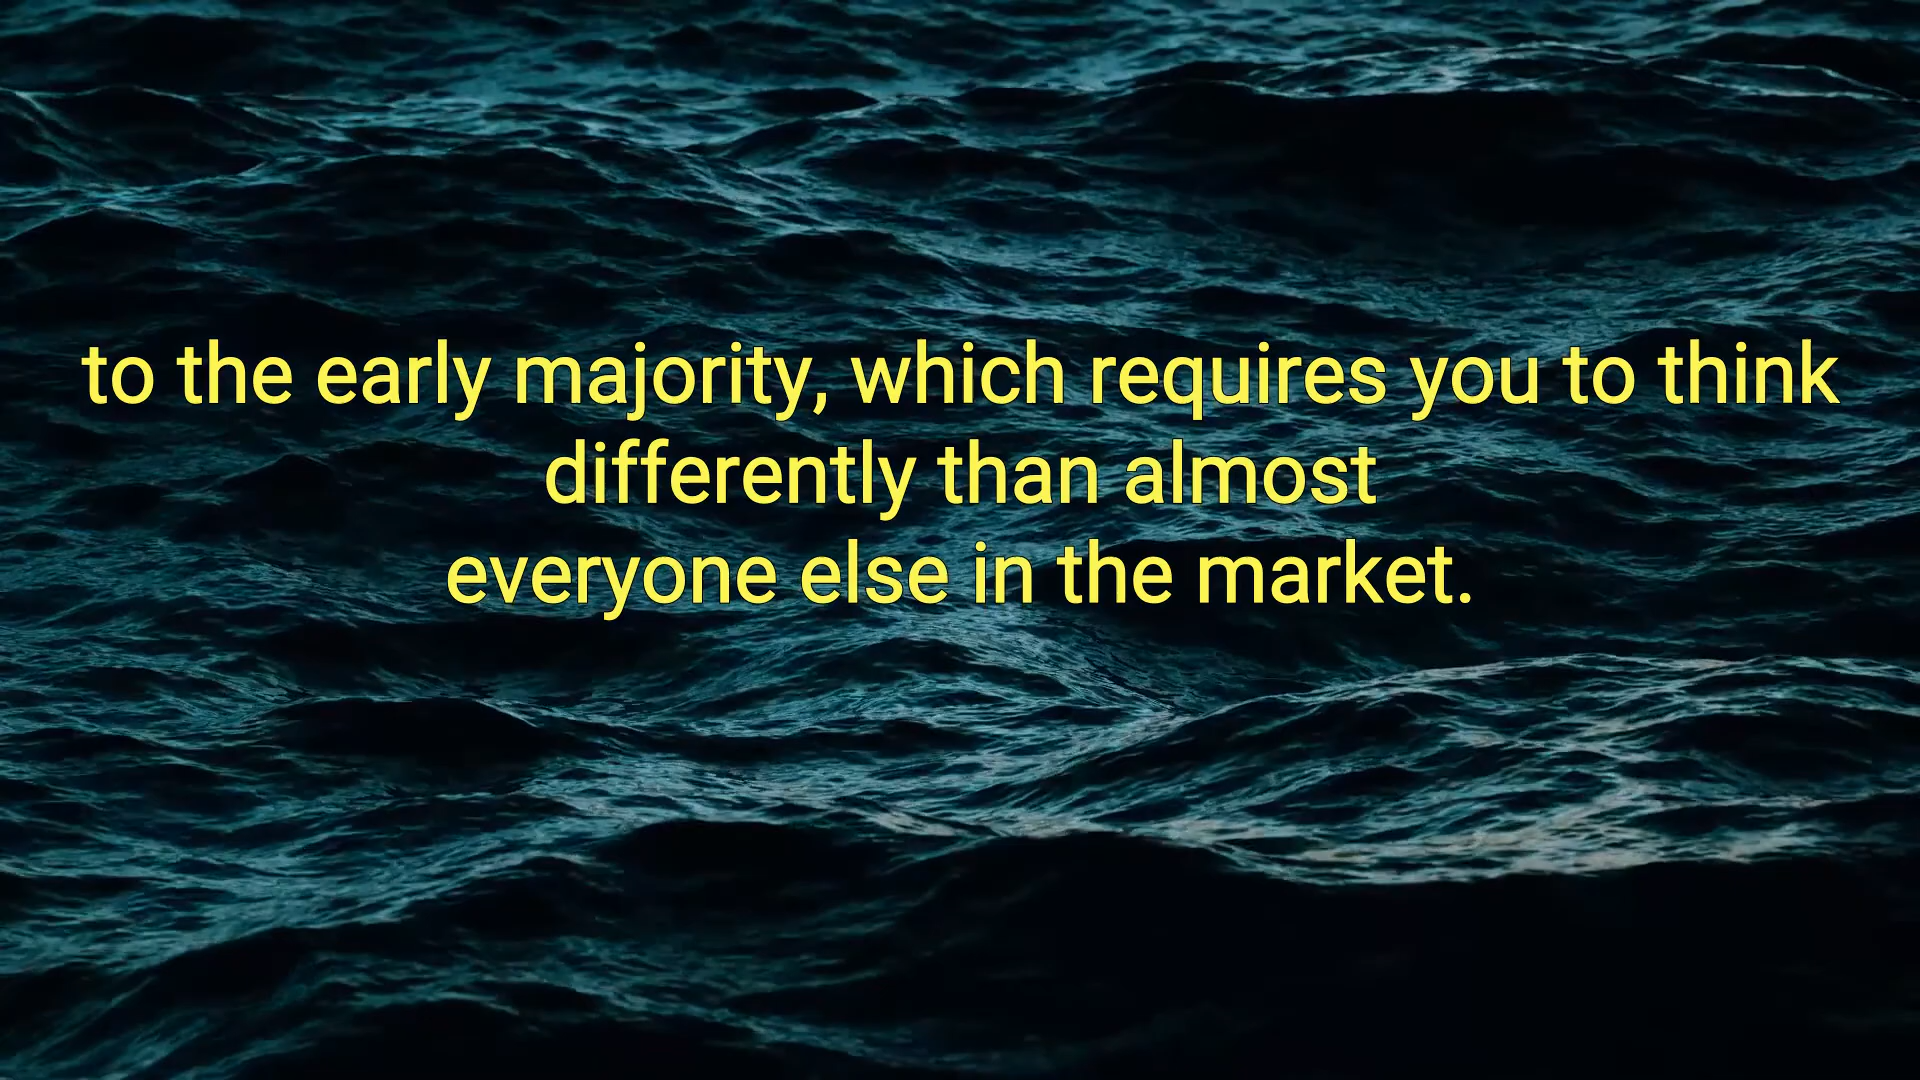 to the early majority, which requires you to think
differently than almost
everyone else in the market.